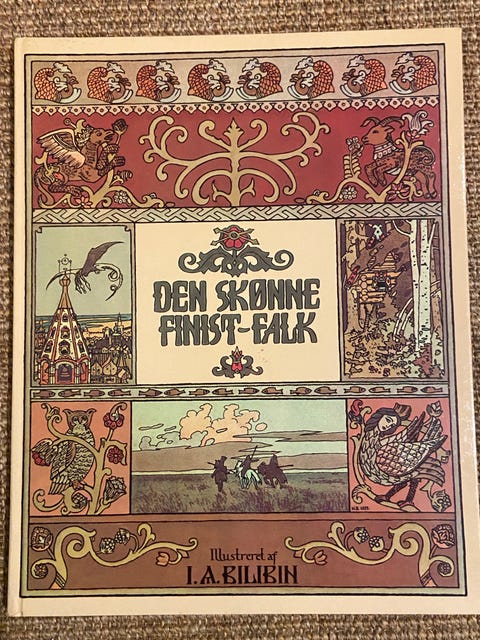 DEN SKØNNE
FINIST-FALK
Illustreret af
I. A. BILIBIN